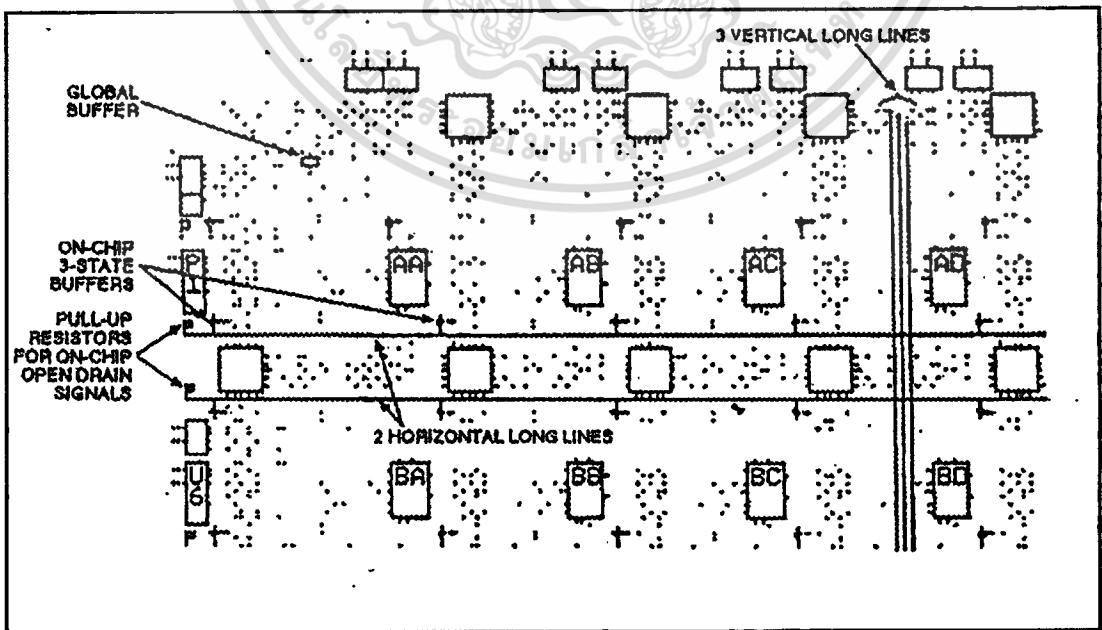 3 VERTICAL LONG LINES
GLOBAL
BUFFER
ON-CHIP
3-STATE
BUFFERS
P
1
AA
AB
AC
AD
PULL-UP
RESISTORS
FOR ON-CHIP
OPEN DRAIN
SIGNALS
2 HORIZONTAL LONG LINES
U
S
BA
BB
BC
BD